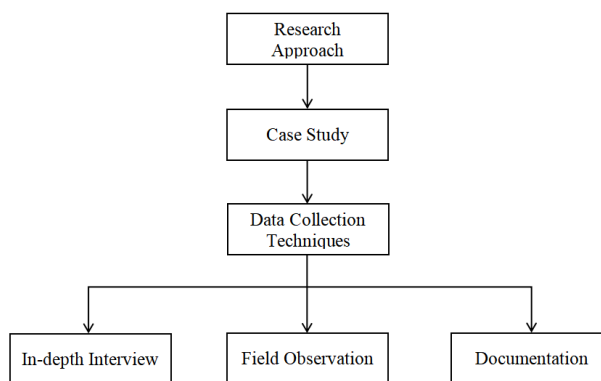 Research
Approach
Case Study
Data Collection
Techniques
In-depth Interview
Field Observation
Documentation